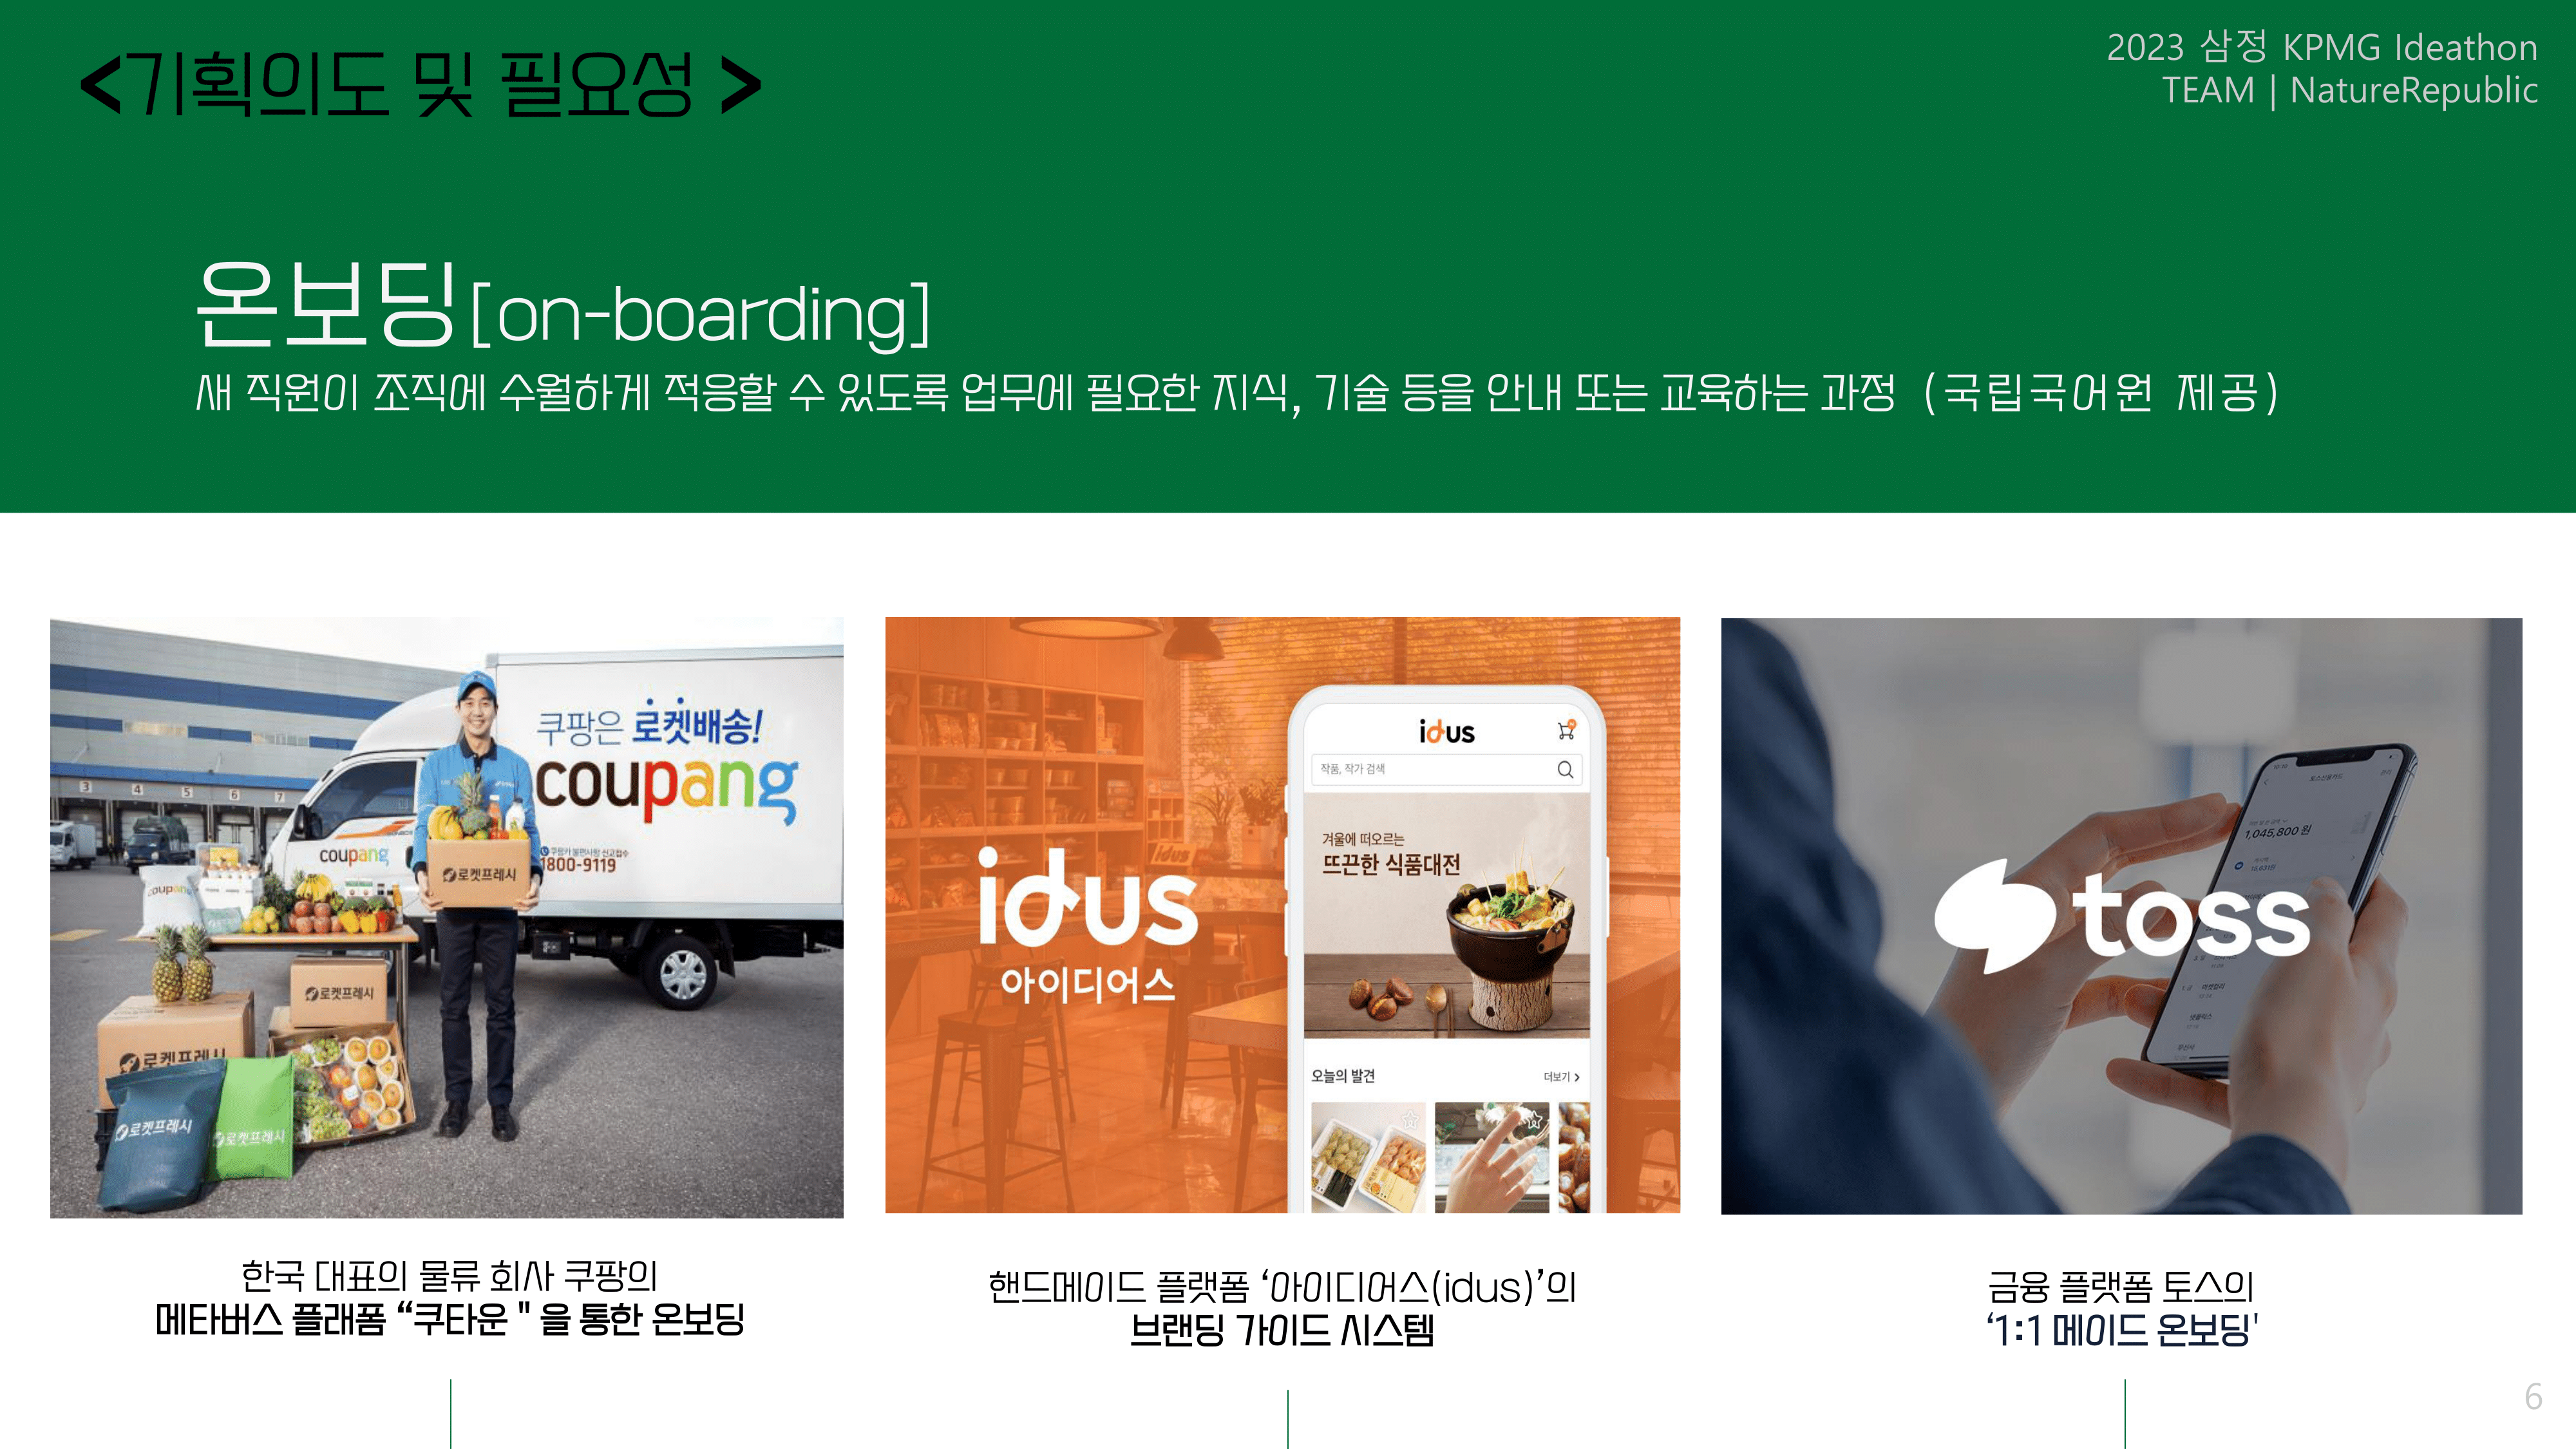 <기획의도 및 필요성 >
2023 삼정 KPMG Ideathon
TEAM | NatureRepublic
온보딩[on-boarding]
새 직원이 조직에 수월하게 적응할 수 있도록 업무에 필요한 지식, 기술 등을 안내 또는 교육하는 과정 (국립국어원 제공)
쿠팡은 로켓배송!
coupang
1800-9119
coupang
3 4 5 6 7
로켓프레시
coupang
로켓프레시
로켓프레시
로켓프레시
로켓프레시
idus
아이디어스
idus
idus
작품, 작가 검색
겨울에 떠오르는
뜨끈한 식품대전
오늘의 발견
더보기 >
toss
1,045,800 원
한국 대표의 물류 회사 쿠팡의
메타버스 플래폼 “쿠타운 " 을 통한 온보딩
핸드메이드 플랫폼 ‘아이디어스(idus)’의
브랜딩 가이드 시스템
금융 플랫폼 토스의
‘1:1 메이드 온보딩'
6